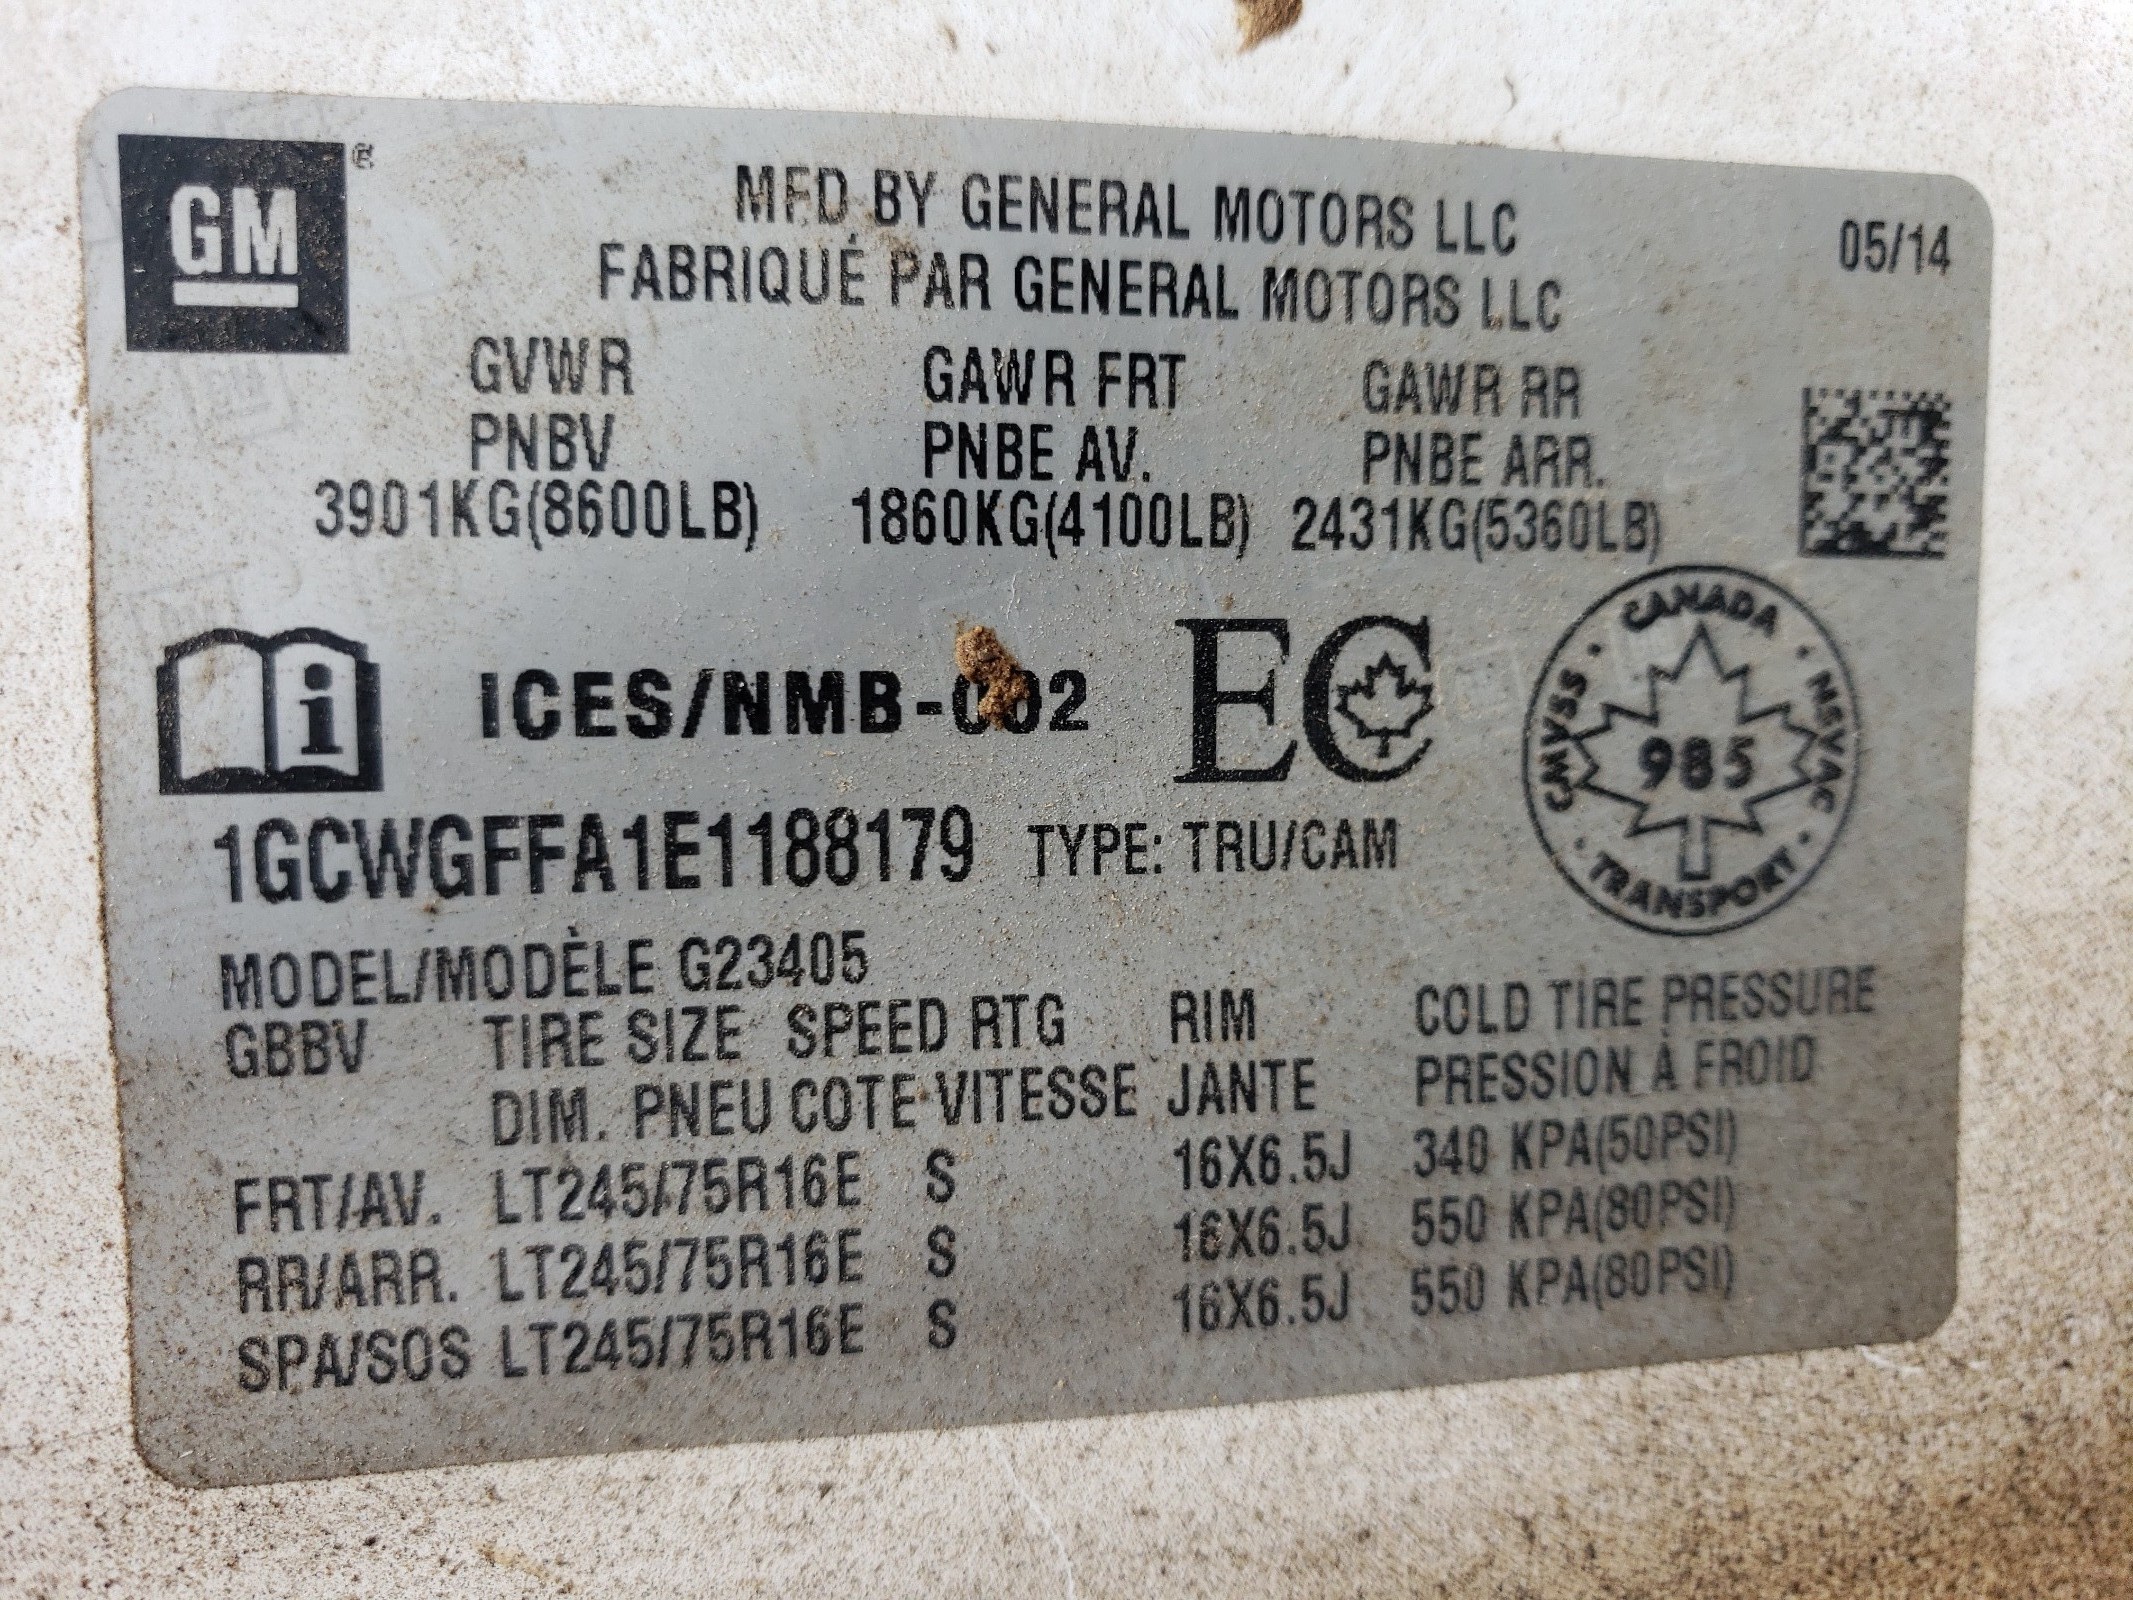 GM
MFD BY GENERAL MOTORS LLC
FABRIQUÉ PAR GENERAL MOTORS LLC
05/14
GVWR GAWR FRT GAWR RR
PNBV PNBE AV. PNBE ARR.
3901KG(8600LB) 1860KG(4100LB) 2431KG(5360LB)
i ICES/NMB-002 EC
CANADA · NSVAC · TRANSPORT · CMVSS ·
985
1GCWGFFA1E1188179 TYPE: TRU/CAM
MODEL/MODÈLE G23405
GBBV TIRE SIZE SPEED RTG RIM COLD TIRE PRESSURE
DIM. PNEU COTE VITESSE JANTE PRESSION À FROID
FRT/AV. LT245/75R16E S 16X6.5J 340 KPA(50PSI)
RR/ARR. LT245/75R16E S 16X6.5J 550 KPA(80PSI)
SPA/SOS LT245/75R16E S 16X6.5J 550 KPA(80PSI)